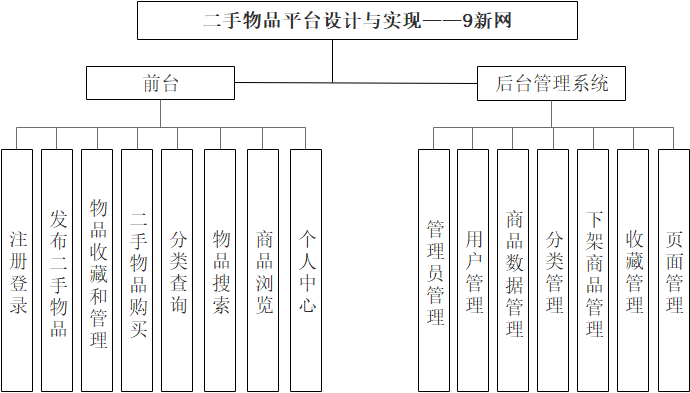 二手物品平台设计与实现——9新网
前台
后台管理系统
注册登录
发布二手物品
物品收藏和管理
二手物品购买
分类查询
物品搜索
商品浏览
个人中心
管理员管理
用户管理
商品数据管理
分类管理
下架商品管理
收藏管理
页面管理